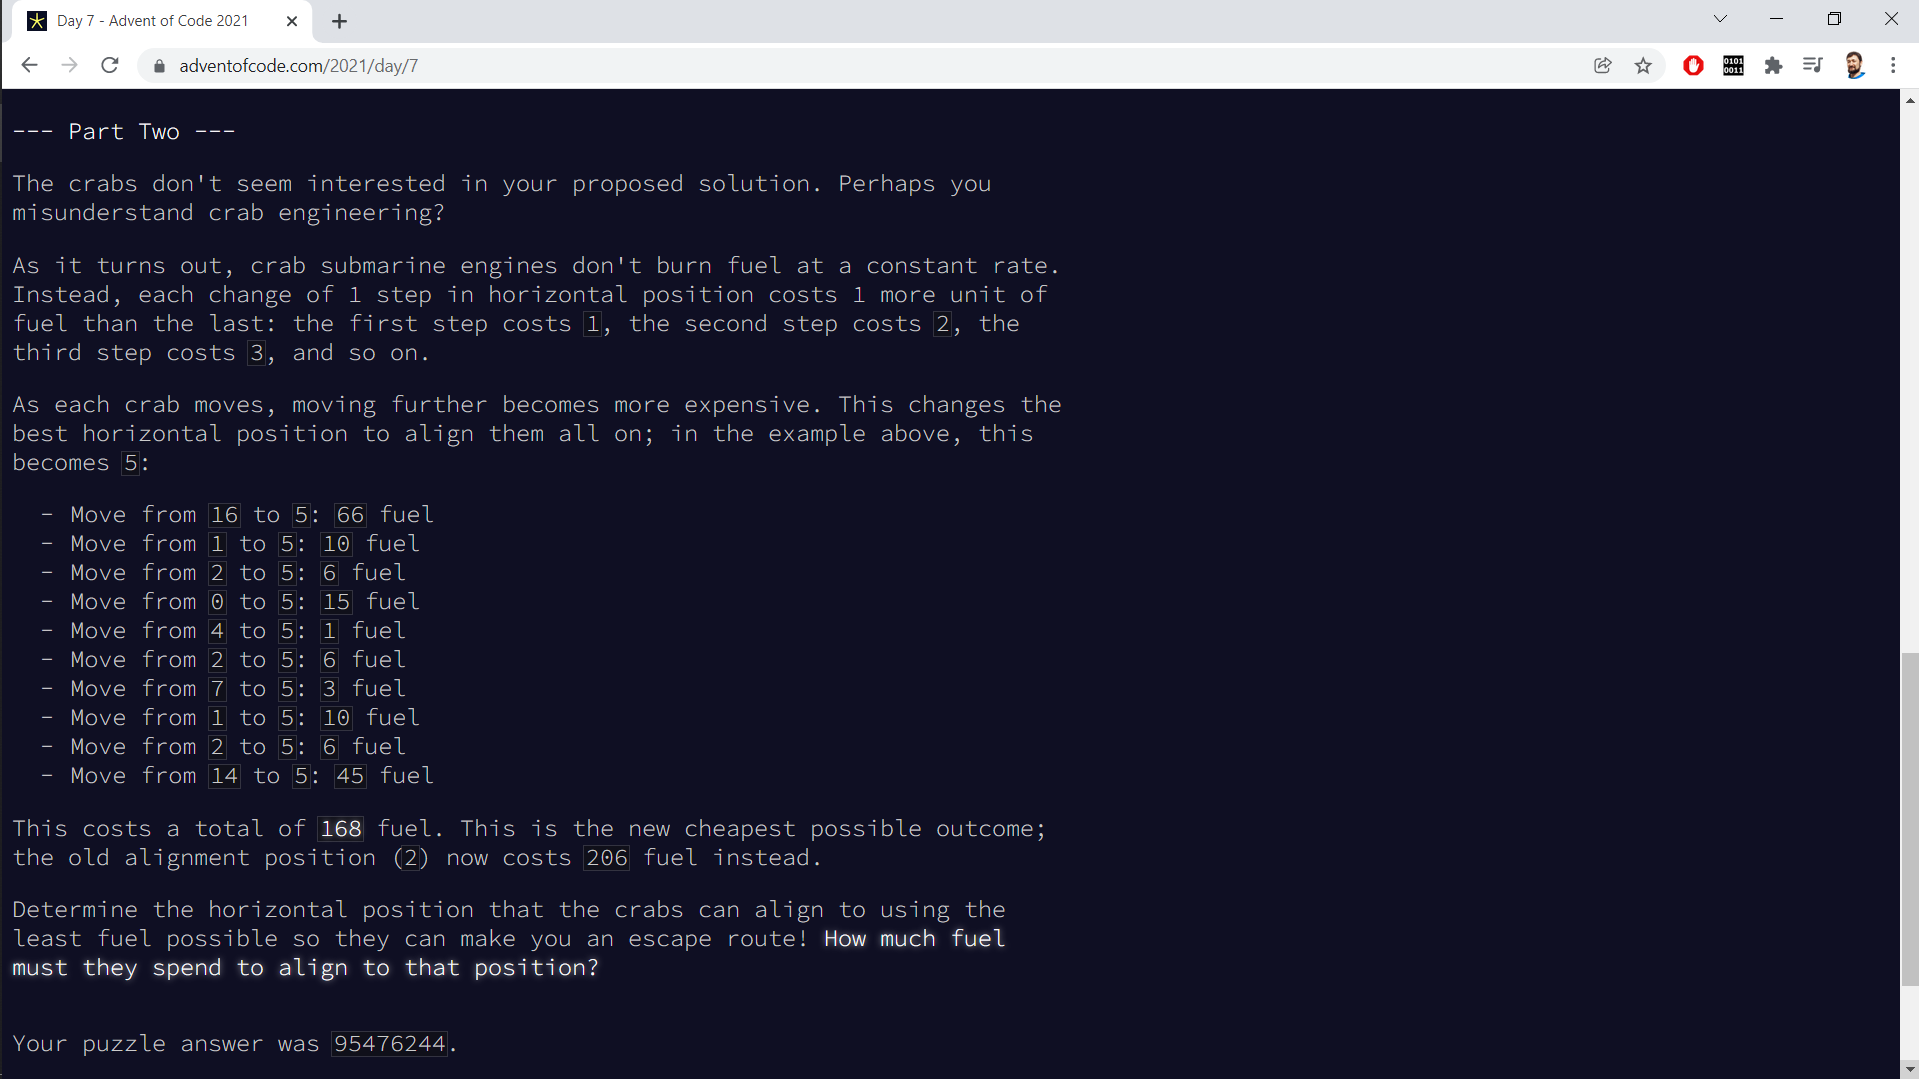 Day 7 - Advent of Code 2021
adventofcode.com/2021/day/7
0101
0011
--- Part Two ---
The crabs don't seem interested in your proposed solution. Perhaps you
misunderstand crab engineering?
As it turns out, crab submarine engines don't burn fuel at a constant rate.
Instead, each change of 1 step in horizontal position costs 1 more unit of
fuel than the last: the first step costs 1, the second step costs 2, the
third step costs 3, and so on.
As each crab moves, moving further becomes more expensive. This changes the
best horizontal position to align them all on; in the example above, this
becomes 5:
- Move from 16 to 5: 66 fuel
- Move from 1 to 5: 10 fuel
- Move from 2 to 5: 6 fuel
- Move from 0 to 5: 15 fuel
- Move from 4 to 5: 1 fuel
- Move from 2 to 5: 6 fuel
- Move from 7 to 5: 3 fuel
- Move from 1 to 5: 10 fuel
- Move from 2 to 5: 6 fuel
- Move from 14 to 5: 45 fuel
This costs a total of 168 fuel. This is the new cheapest possible outcome;
the old alignment position (2) now costs 206 fuel instead.
Determine the horizontal position that the crabs can align to using the
least fuel possible so they can make you an escape route! How much fuel
must they spend to align to that position?
Your puzzle answer was 95476244.